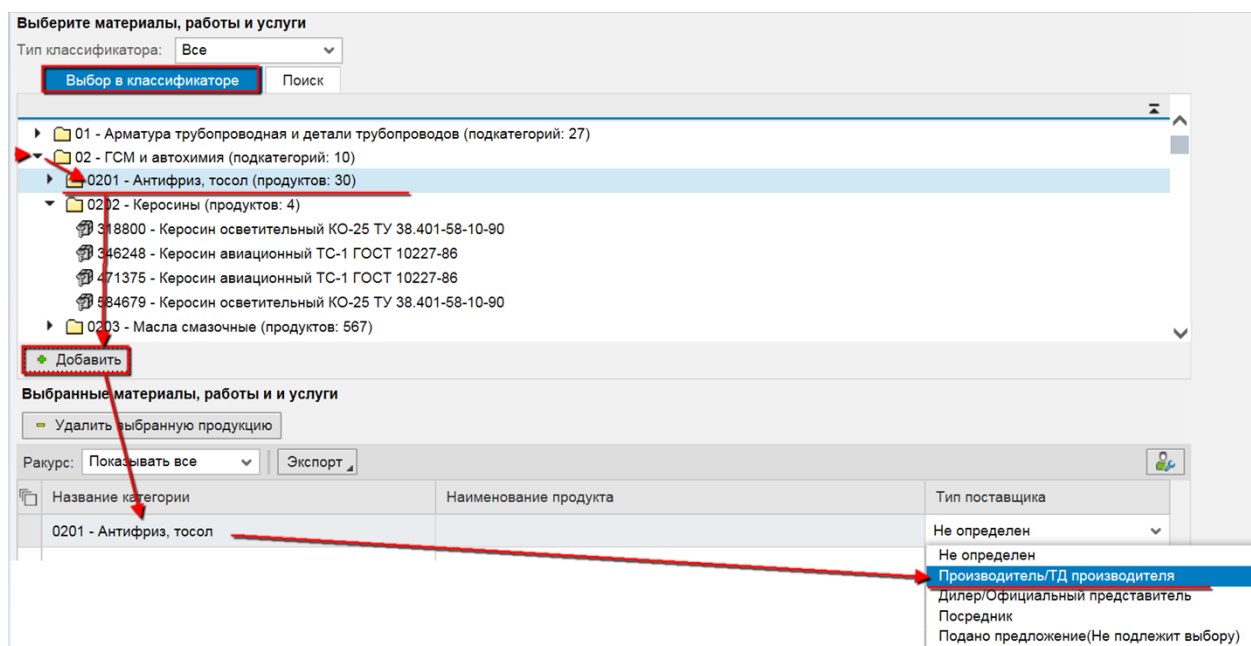 Выберите материалы, работы и услуги
Тип классификатора: Все
Выбор в классификаторе Поиск
01 - Арматура трубопроводная и детали трубопроводов (подкатегорий: 27)
02 - ГСМ и автохимия (подкатегорий: 10)
0201 - Антифриз, тосол (продуктов: 30)
0202 - Керосины (продуктов: 4)
318800 - Керосин осветительный КО-25 ТУ 38.401-58-10-90
346248 - Керосин авиационный ТС-1 ГОСТ 10227-86
471375 - Керосин авиационный ТС-1 ГОСТ 10227-86
584679 - Керосин осветительный КО-25 ТУ 38.401-58-10-90
0203 - Масла смазочные (продуктов: 567)
Добавить
Выбранные материалы, работы и и услуги
Удалить выбранную продукцию
Ракурс: Показывать все Экспорт
Название категории Наименование продукта Тип поставщика
0201 - Антифриз, тосол Не определен
Не определен
Производитель/ТД производителя
Дилер/Официальный представитель
Посредник
Подано предложение(Не подлежит выбору)